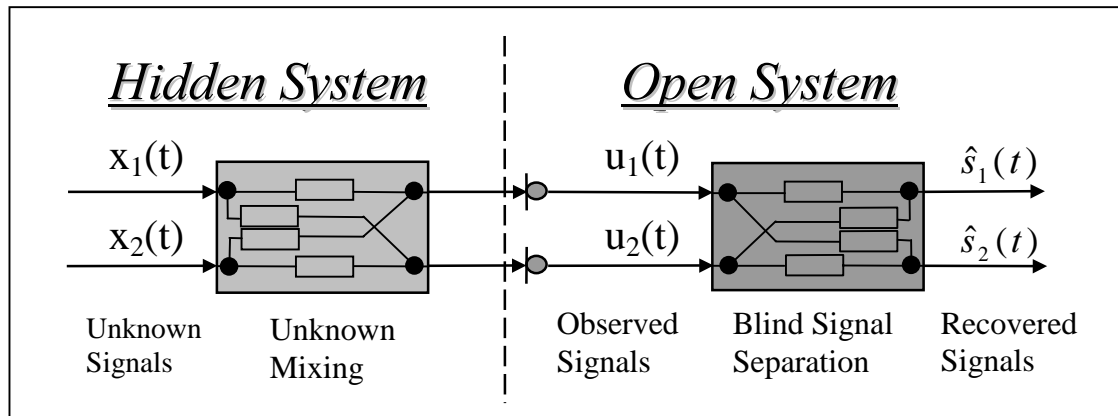 Hidden System
Open System
x₁(t)
u₁(t)
ŝ₁(t)
x₂(t)
u₂(t)
ŝ₂(t)
Unknown
Signals
Unknown
Mixing
Observed
Signals
Blind Signal
Separation
Recovered
Signals